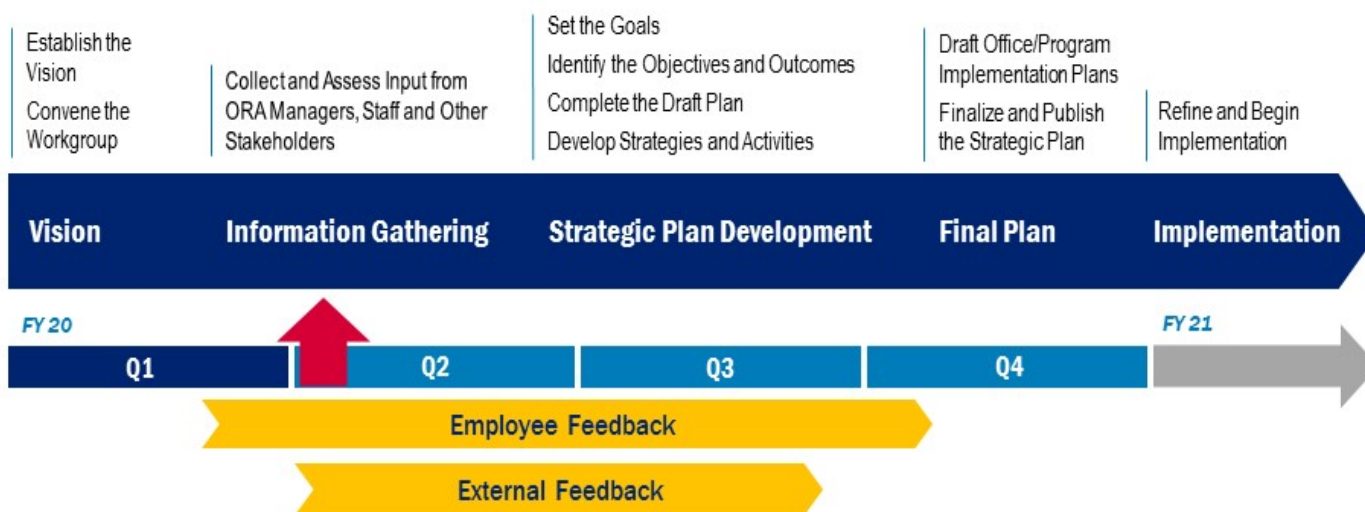 Establish the
Vision
Convene the
Workgroup
Collect and Assess Input from
ORA Managers, Staff and Other
Stakeholders
Set the Goals
Identify the Objectives and Outcomes
Complete the Draft Plan
Develop Strategies and Activities
Draft Office/Program
Implementation Plans
Finalize and Publish
the Strategic Plan
Refine and Begin
Implementation
Vision
Information Gathering
Strategic Plan Development
Final Plan
Implementation
FY 20
FY 21
Q1
Q2
Q3
Q4
Employee Feedback
External Feedback